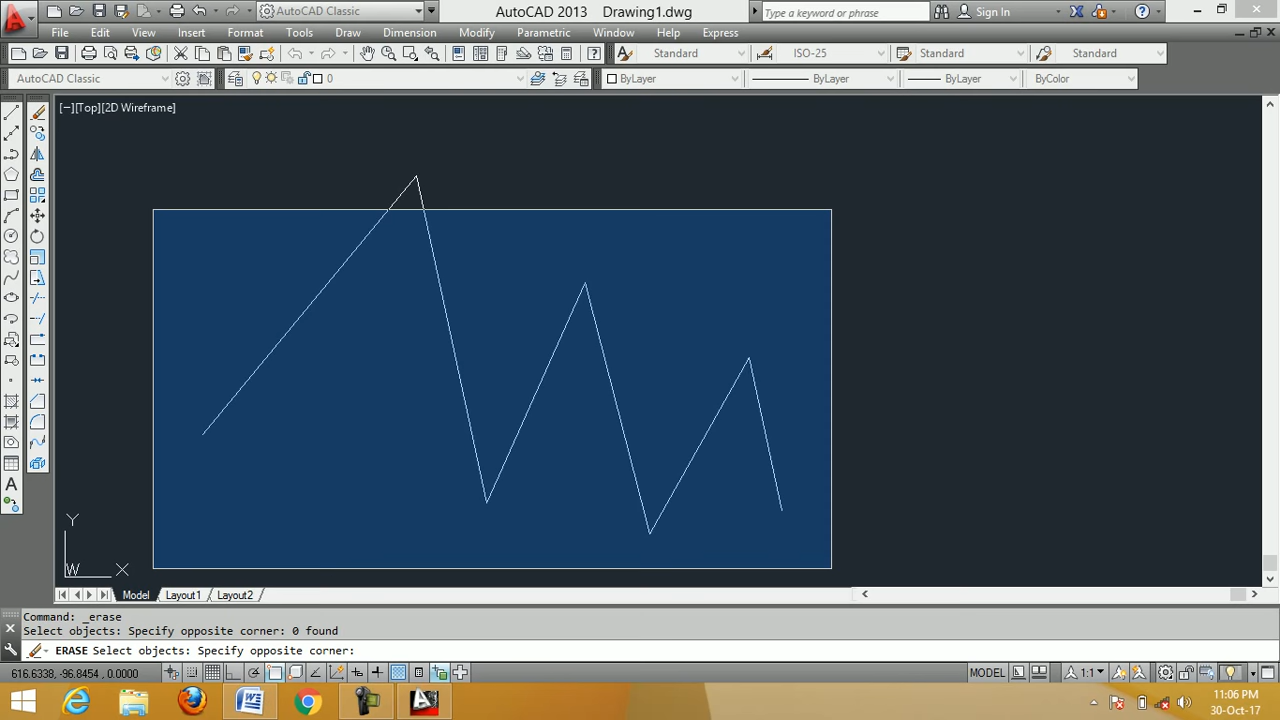 AutoCAD Classic
AutoCAD 2013 Drawing1.dwg
Type a keyword or phrase
Sign In
File Edit View Insert Format Tools Draw Dimension Modify Parametric Window Help Express
Standard ISO-25 Standard Standard
AutoCAD Classic 0 ByLayer ByLayer ByLayer ByColor
[−][Top][2D Wireframe]
A
Y
W X
Model Layout1 Layout2
Command: _erase
Select objects: Specify opposite corner: 0 found
ERASE Select objects: Specify opposite corner:
616.6338, -96.8454 , 0.0000 MODEL 1:1
11:06 PM
30-Oct-17